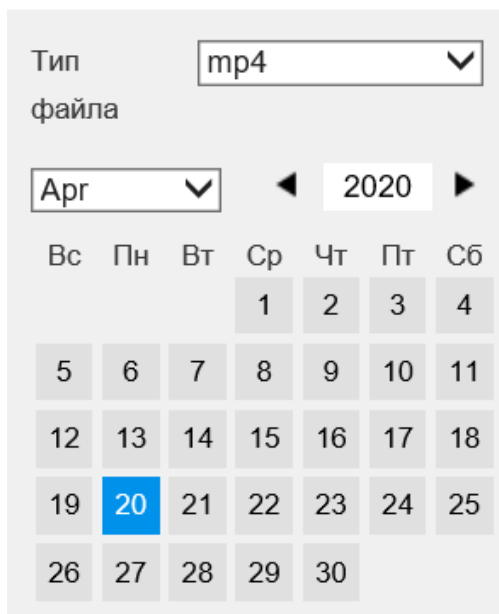 Тип mp4
файла
Apr 2020
Вс Пн Вт Ср Чт Пт Сб
1 2 3 4
5 6 7 8 9 10 11
12 13 14 15 16 17 18
19 20 21 22 23 24 25
26 27 28 29 30